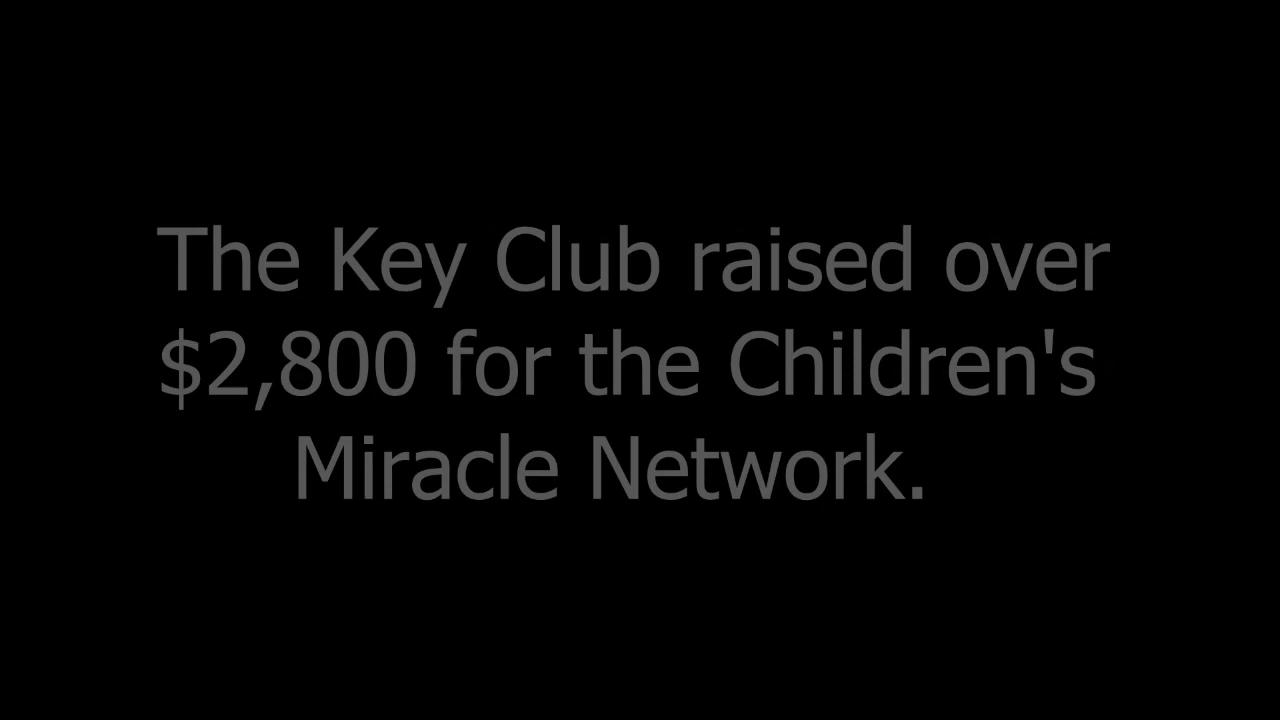 The Key Club raised over
$2,800 for the Children's
Miracle Network.